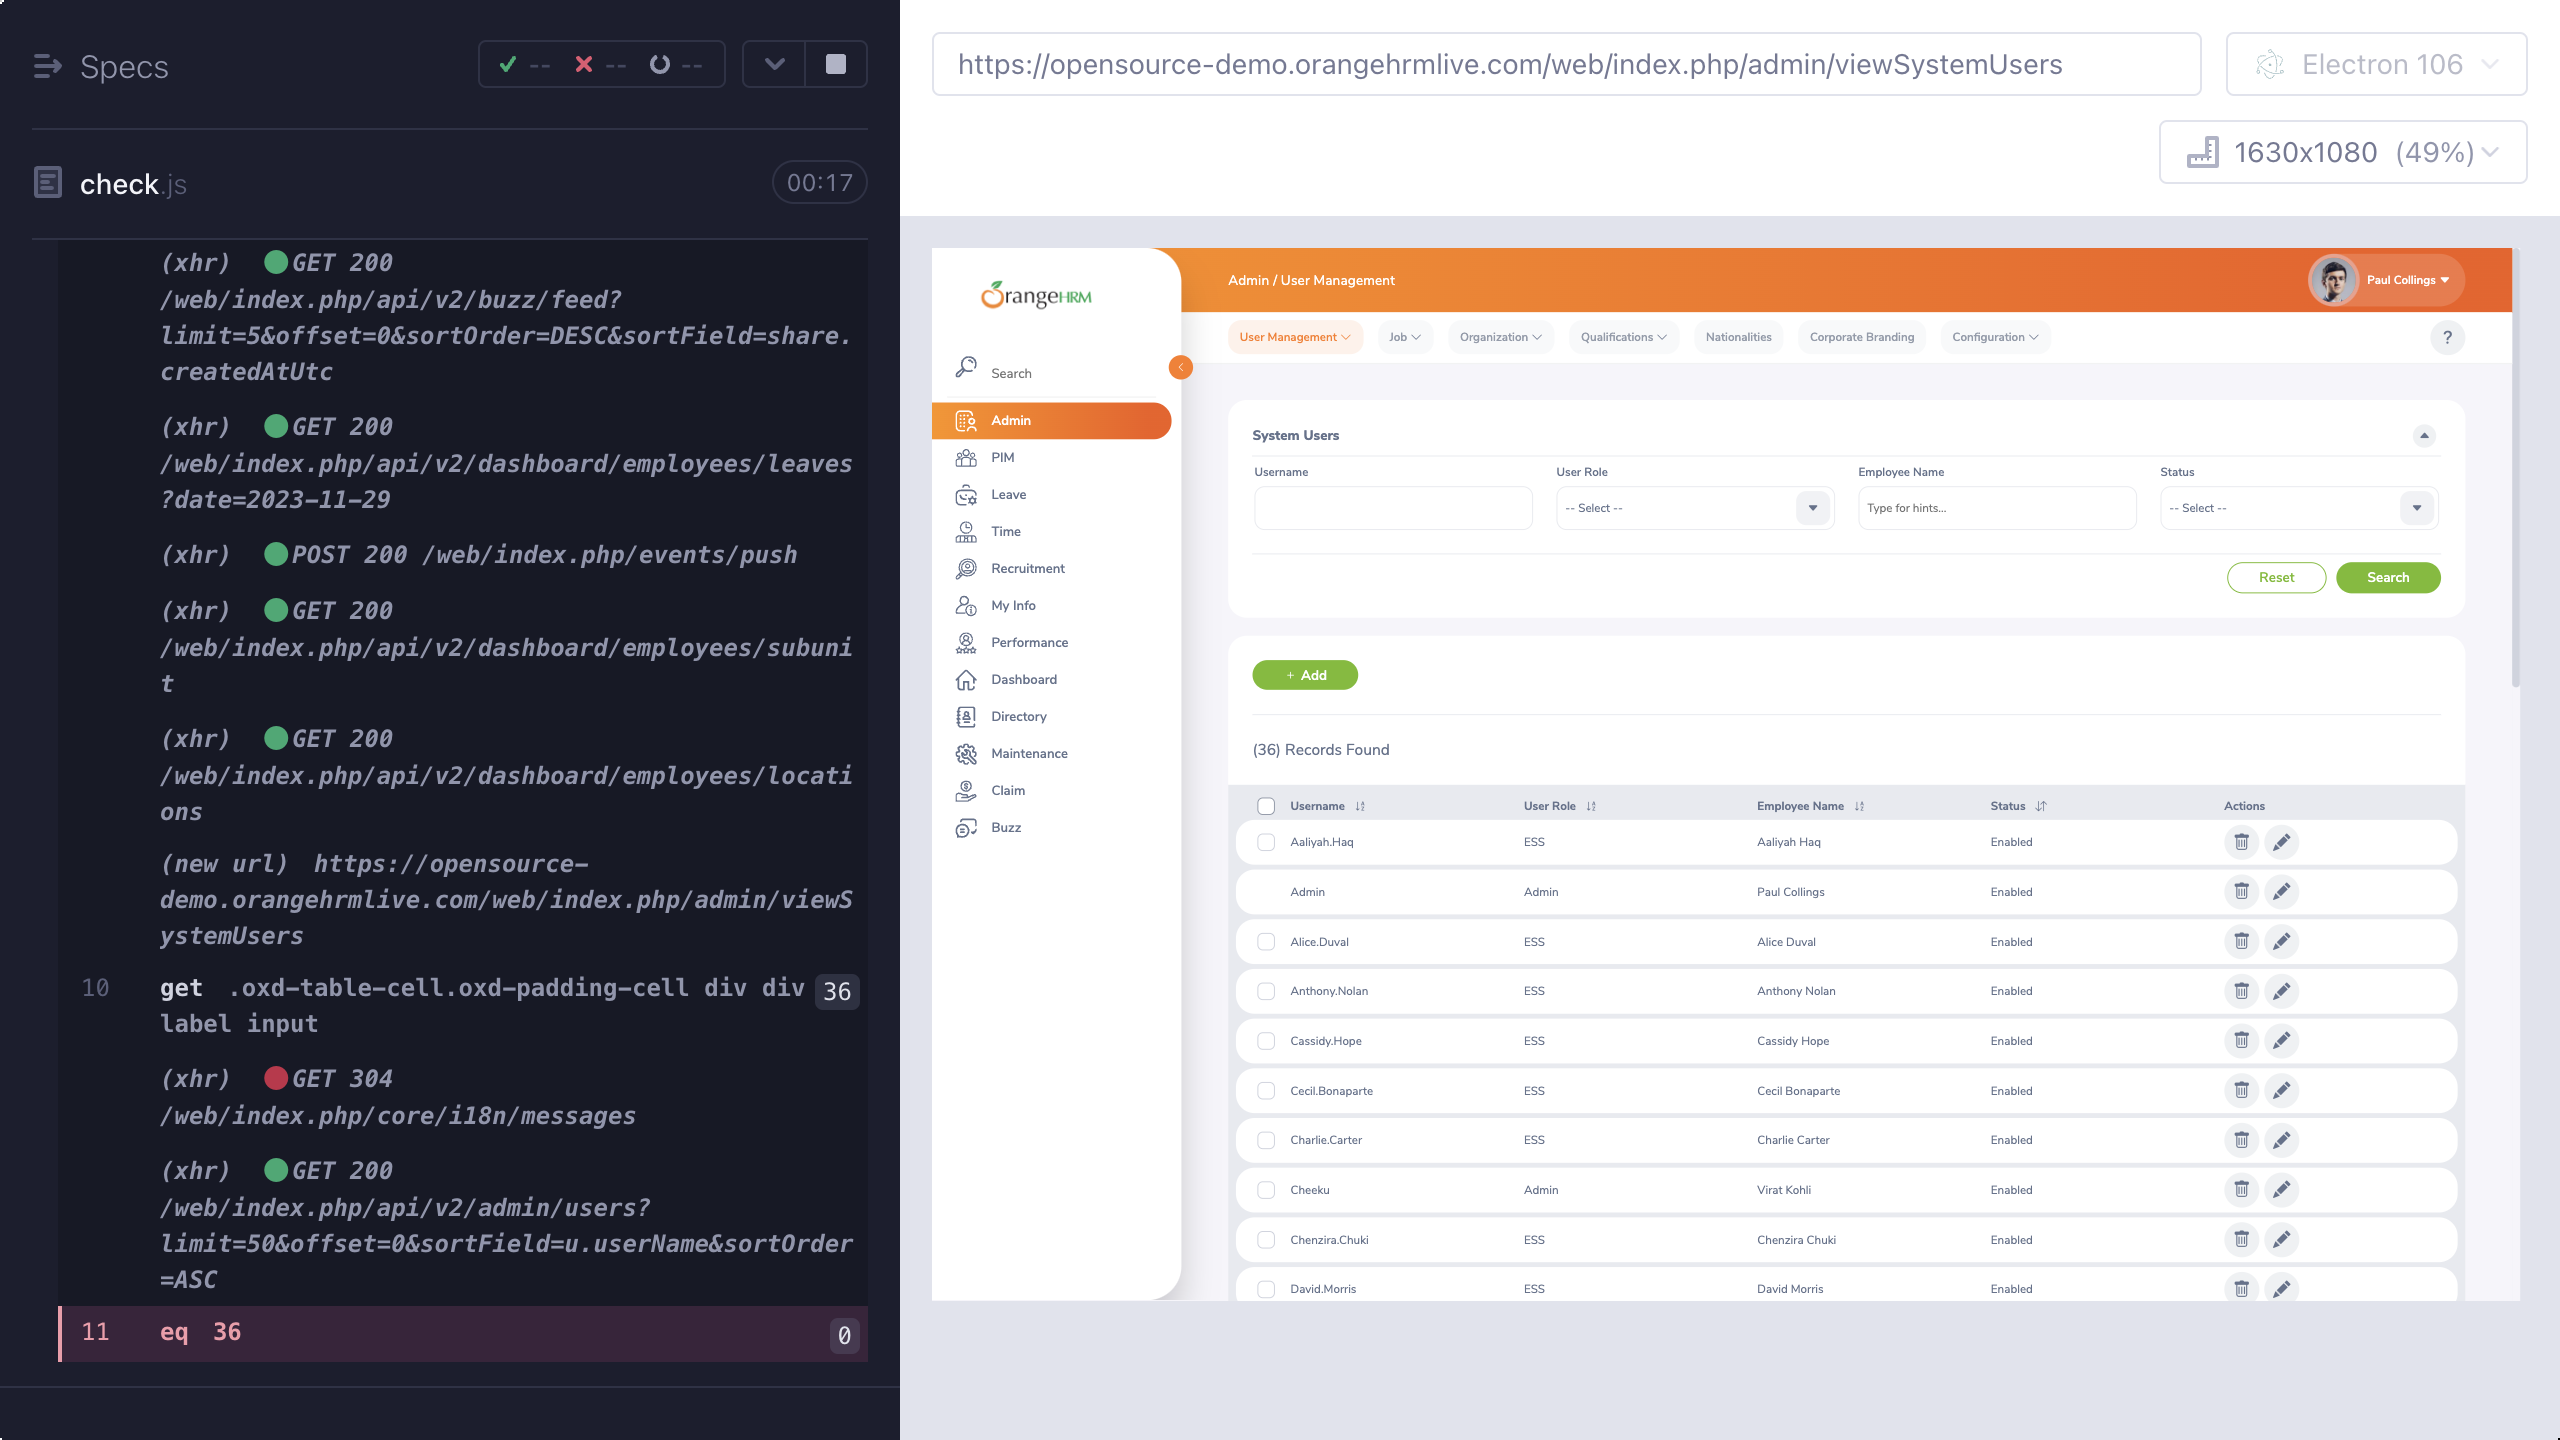 Specs
-- -- --
check.js
00:17
(xhr) GET 200
/web/index.php/api/v2/buzz/feed?
limit=5&offset=0&sortOrder=DESC&sortField=share.
createdAtUtc
(xhr) GET 200
/web/index.php/api/v2/dashboard/employees/leaves
?date=2023-11-29
(xhr) POST 200 /web/index.php/events/push
(xhr) GET 200
/web/index.php/api/v2/dashboard/employees/subuni
t
(xhr) GET 200
/web/index.php/api/v2/dashboard/employees/locati
ons
(new url) https://opensource-
demo.orangehrmlive.com/web/index.php/admin/viewS
ystemUsers
10 get .oxd-table-cell.oxd-padding-cell div div 36
label input
(xhr) GET 304
/web/index.php/core/i18n/messages
(xhr) GET 200
/web/index.php/api/v2/admin/users?
limit=50&offset=0&sortField=u.userName&sortOrder
=ASC
11 eq 36 0
https://opensource-demo.orangehrmlive.com/web/index.php/admin/viewSystemUsers
Electron 106
1630x1080 (49%)
OrangeHRM
Search
Admin
PIM
Leave
Time
Recruitment
My Info
Performance
Dashboard
Directory
Maintenance
Claim
Buzz
Admin / User Management
Paul Collings
User Management Job Organization Qualifications Nationalities Corporate Branding Configuration ?
System Users
Username User Role Employee Name Status
-- Select -- Type for hints... -- Select --
Reset Search
+ Add
(36) Records Found
Username User Role Employee Name Status Actions
Aaliyah.Haq ESS Aaliyah Haq Enabled
Admin Admin Paul Collings Enabled
Alice.Duval ESS Alice Duval Enabled
Anthony.Nolan ESS Anthony Nolan Enabled
Cassidy.Hope ESS Cassidy Hope Enabled
Cecil.Bonaparte ESS Cecil Bonaparte Enabled
Charlie.Carter ESS Charlie Carter Enabled
Cheeku Admin Virat Kohli Enabled
Chenzira.Chuki ESS Chenzira Chuki Enabled
David.Morris ESS David Morris Enabled